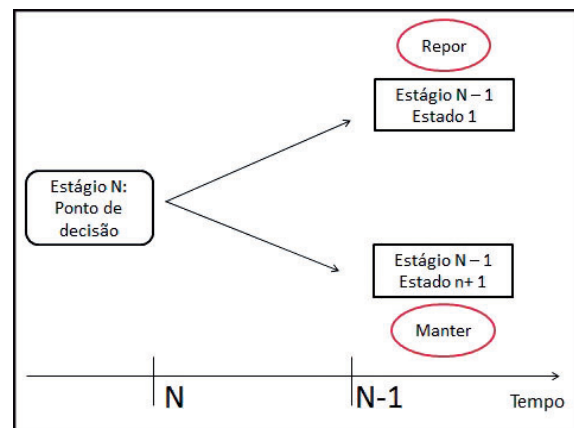 Repor
Estágio N – 1
Estado 1
Estágio N:
Ponto de
decisão
Estágio N – 1
Estado n+ 1
Manter
N
N-1
Tempo